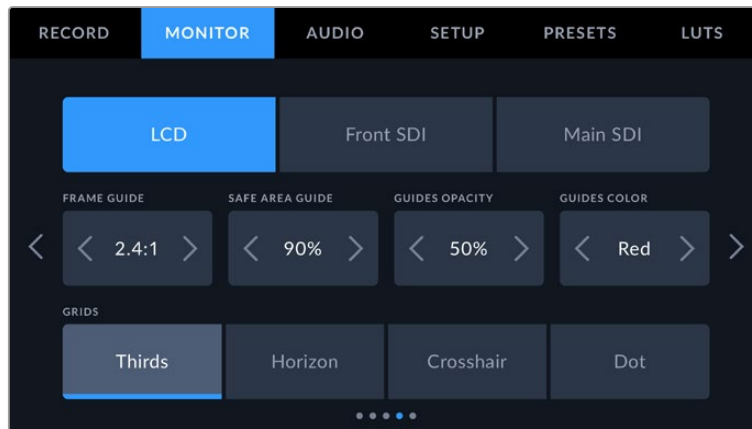 RECORD MONITOR AUDIO SETUP PRESETS LUTS
LCD Front SDI Main SDI
FRAME GUIDE SAFE AREA GUIDE GUIDES OPACITY GUIDES COLOR
2.4:1 90% 50% Red
GRIDS
Thirds Horizon Crosshair Dot